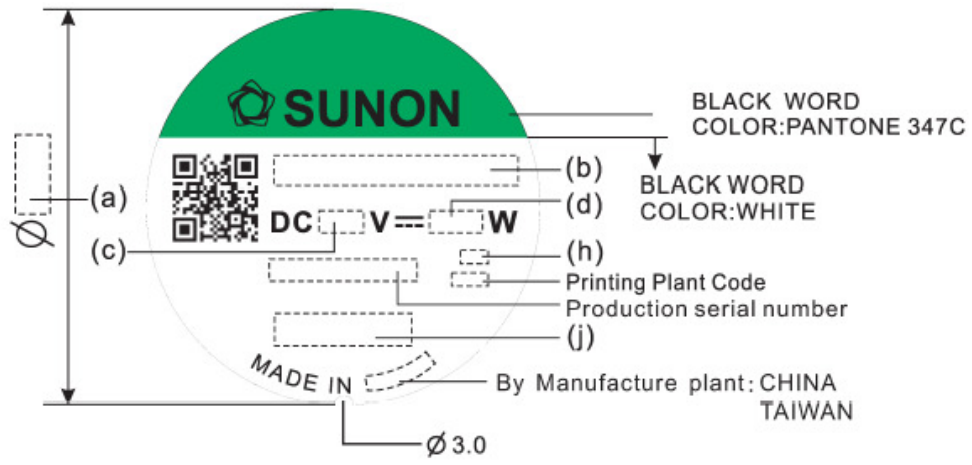 SUNON
BLACK WORD
COLOR:PANTONE 347C
(b)
(a)
BLACK WORD
COLOR:WHITE
(d)
DC V W
Ø
(c)
(h)
Printing Plant Code
Production serial number
(j)
MADE IN
By Manufacture plant: CHINA
TAIWAN
Ø3.0